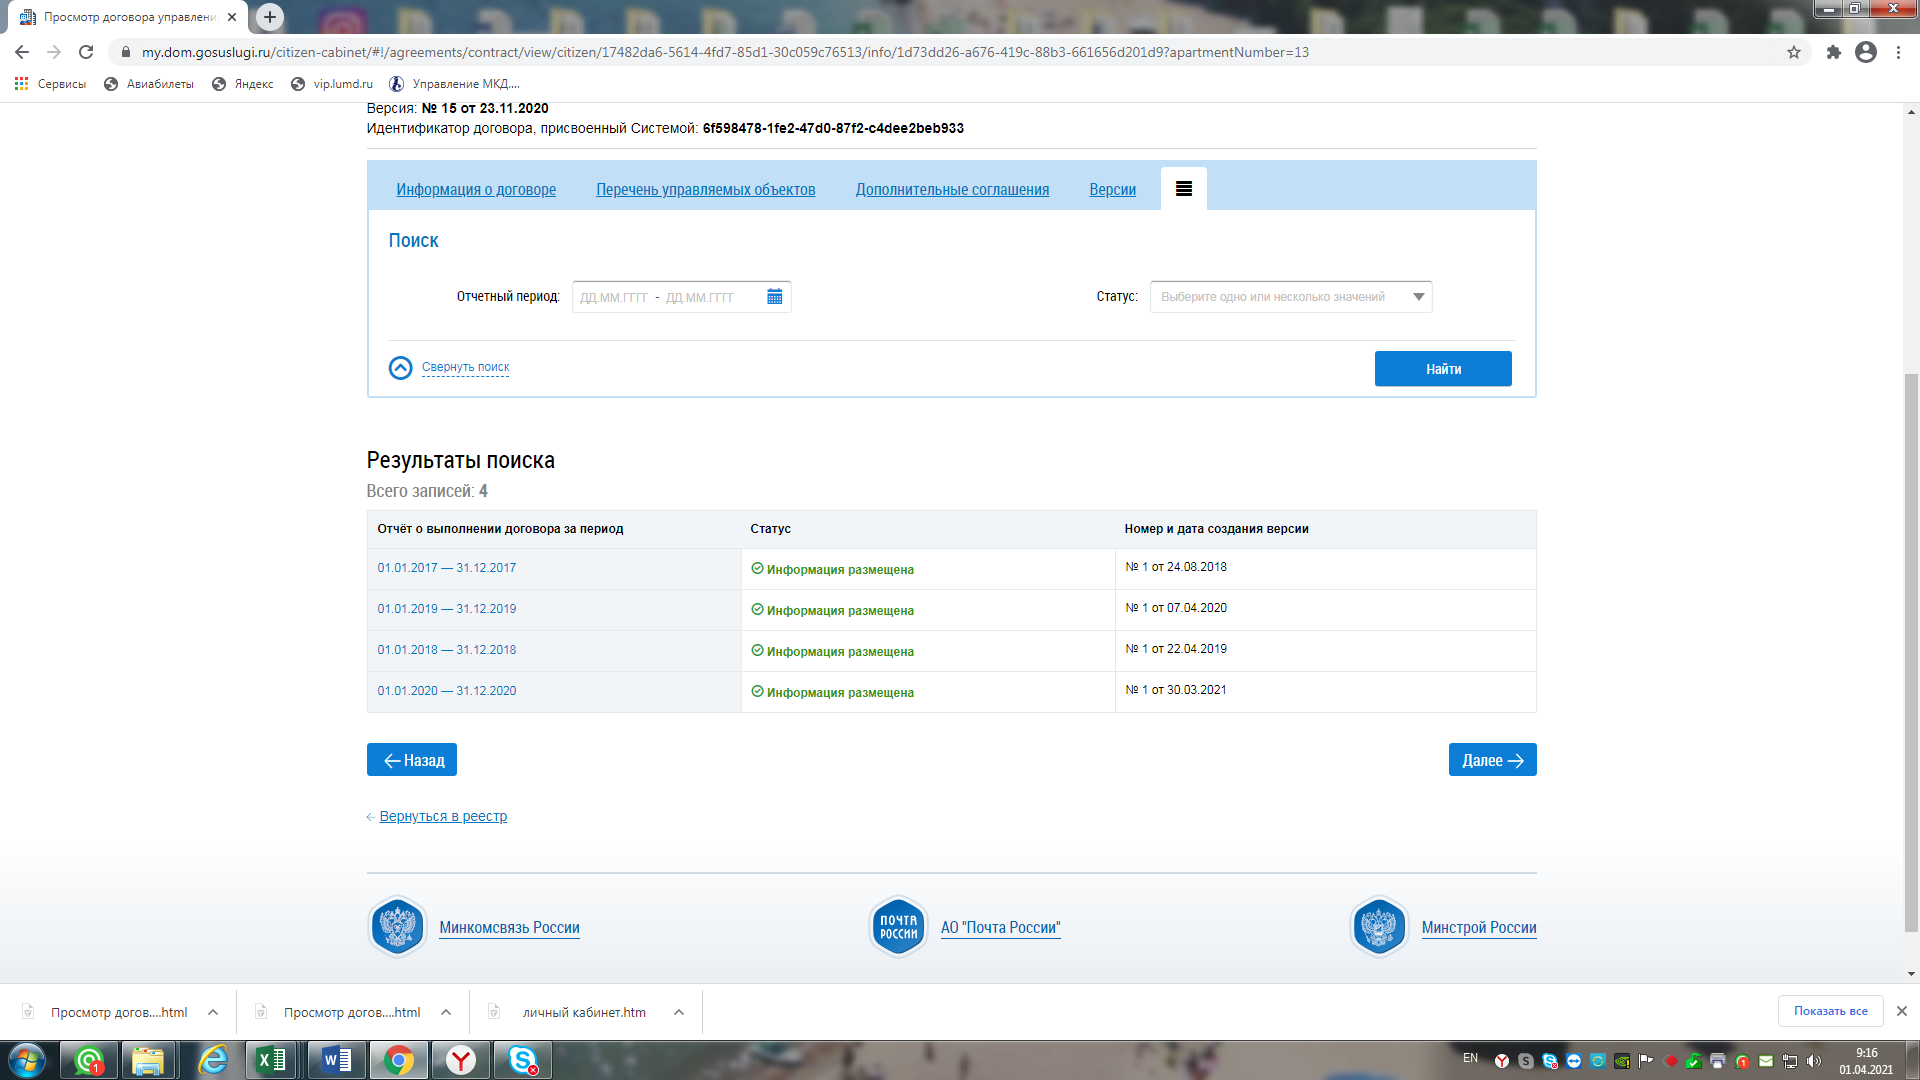 Просмотр договора управлени
my.dom.gosuslugi.ru/citizen-cabinet/#!/agreements/contract/view/citizen/17482da6-5614-4fd7-85d1-30c059c76513/info/1d73dd26-a676-419c-88b3-661656d201d9?apartmentNumber=13
Сервисы Авиабилеты Яндекс vip.lumd.ru Управление МКД....
Версия: № 15 от 23.11.2020
Идентификатор договора, присвоенный Системой: 6f598478-1fe2-47d0-87f2-c4dee2beb933
Информация о договоре Перечень управляемых объектов Дополнительные соглашения Версии
Поиск
Отчетный период: ДД.ММ.ГГГГ - ДД.ММ.ГГГГ Статус: Выберите одно или несколько значений
Свернуть поиск Найти
Результаты поиска
Всего записей: 4
Отчёт о выполнении договора за период Статус Номер и дата создания версии
01.01.2017 — 31.12.2017 Информация размещена № 1 от 24.08.2018
01.01.2019 — 31.12.2019 Информация размещена № 1 от 07.04.2020
01.01.2018 — 31.12.2018 Информация размещена № 1 от 22.04.2019
01.01.2020 — 31.12.2020 Информация размещена № 1 от 30.03.2021
Назад Далее
Вернуться в реестр
Минкомсвязь России ПОЧТА РОССИИ АО "Почта России" Минстрой России
Просмотр догов....html Просмотр догов....html личный кабинет.htm Показать все
EN 9:16
01.04.2021